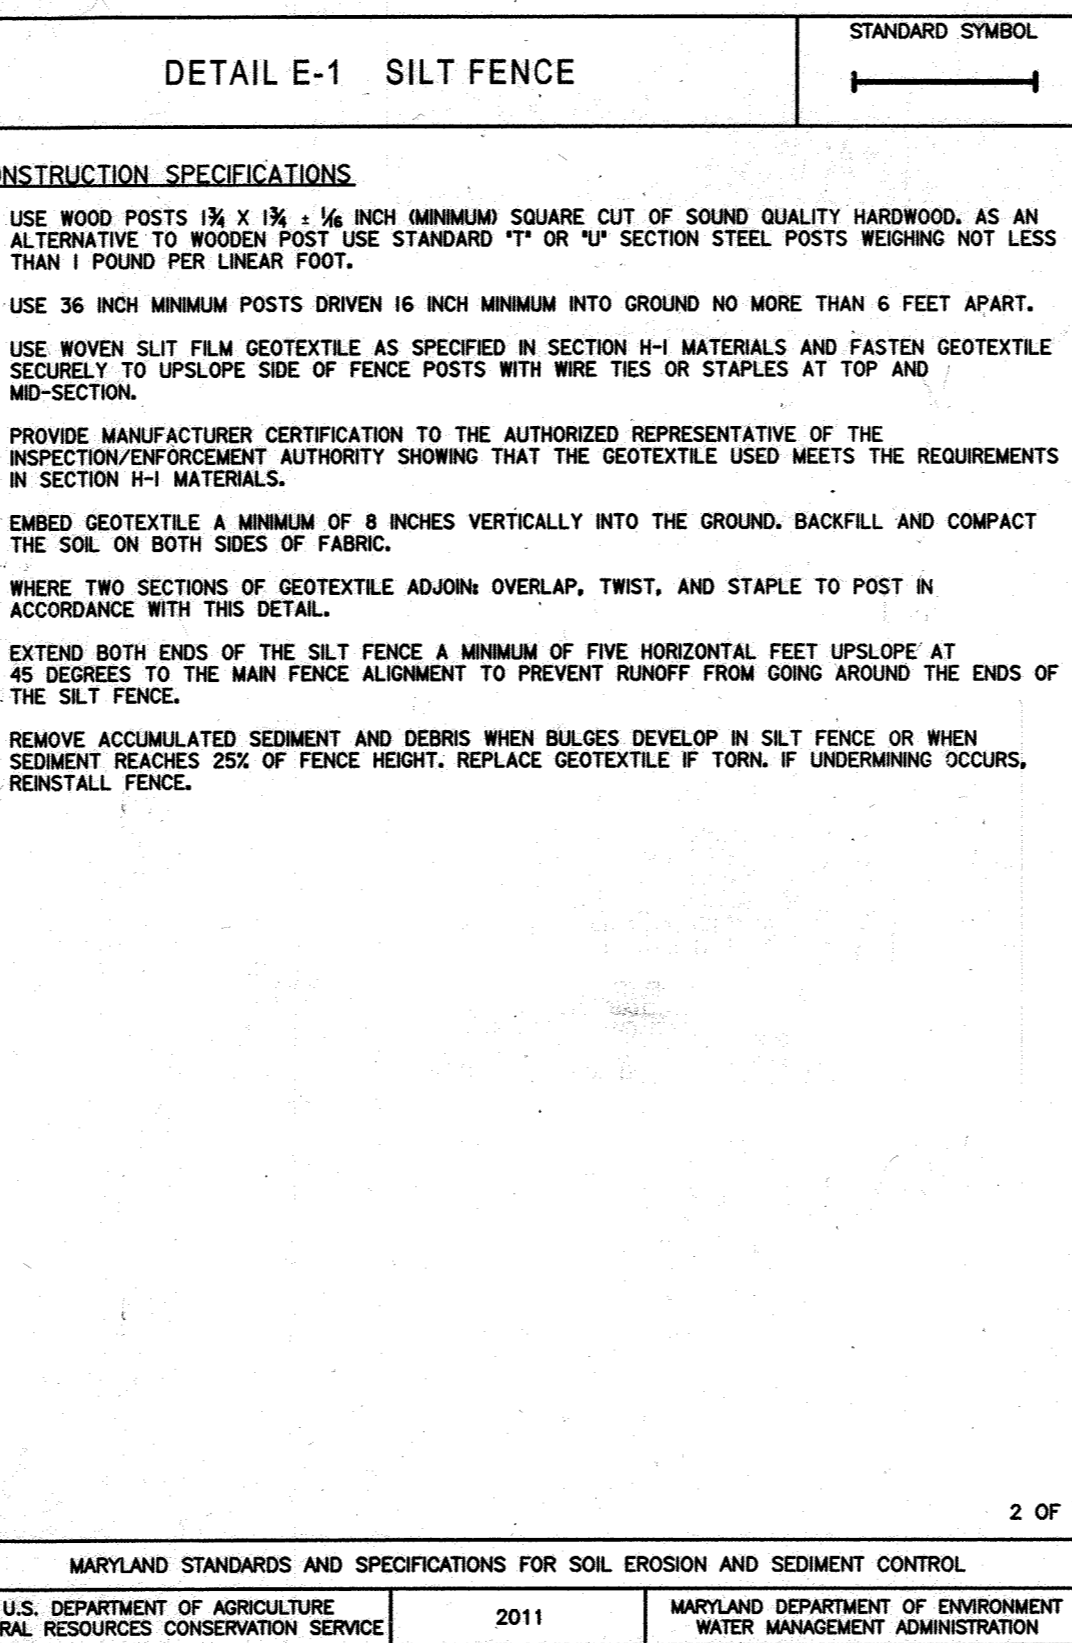 STANDARD SYMBOL
DETAIL E-1 SILT FENCE
NSTRUCTION SPECIFICATIONS
USE WOOD POSTS 1¾ X 1¾ ± 1/16 INCH (MINIMUM) SQUARE CUT OF SOUND QUALITY HARDWOOD. AS AN
ALTERNATIVE TO WOODEN POST USE STANDARD "T" OR "U" SECTION STEEL POSTS WEIGHING NOT LESS
THAN 1 POUND PER LINEAR FOOT.
USE 36 INCH MINIMUM POSTS DRIVEN 16 INCH MINIMUM INTO GROUND NO MORE THAN 6 FEET APART.
USE WOVEN SLIT FILM GEOTEXTILE AS SPECIFIED IN SECTION H-1 MATERIALS AND FASTEN GEOTEXTILE
SECURELY TO UPSLOPE SIDE OF FENCE POSTS WITH WIRE TIES OR STAPLES AT TOP AND
MID-SECTION.
PROVIDE MANUFACTURER CERTIFICATION TO THE AUTHORIZED REPRESENTATIVE OF THE
INSPECTION/ENFORCEMENT AUTHORITY SHOWING THAT THE GEOTEXTILE USED MEETS THE REQUIREMENTS
IN SECTION H-1 MATERIALS.
EMBED GEOTEXTILE A MINIMUM OF 8 INCHES VERTICALLY INTO THE GROUND. BACKFILL AND COMPACT
THE SOIL ON BOTH SIDES OF FABRIC.
WHERE TWO SECTIONS OF GEOTEXTILE ADJOIN: OVERLAP, TWIST, AND STAPLE TO POST IN
ACCORDANCE WITH THIS DETAIL.
EXTEND BOTH ENDS OF THE SILT FENCE A MINIMUM OF FIVE HORIZONTAL FEET UPSLOPE AT
45 DEGREES TO THE MAIN FENCE ALIGNMENT TO PREVENT RUNOFF FROM GOING AROUND THE ENDS OF
THE SILT FENCE.
REMOVE ACCUMULATED SEDIMENT AND DEBRIS WHEN BULGES DEVELOP IN SILT FENCE OR WHEN
SEDIMENT REACHES 25% OF FENCE HEIGHT. REPLACE GEOTEXTILE IF TORN. IF UNDERMINING OCCURS,
REINSTALL FENCE.
2 OF
MARYLAND STANDARDS AND SPECIFICATIONS FOR SOIL EROSION AND SEDIMENT CONTROL
U.S. DEPARTMENT OF AGRICULTURE
RAL RESOURCES CONSERVATION SERVICE
2011
MARYLAND DEPARTMENT OF ENVIRONMENT
WATER MANAGEMENT ADMINISTRATION